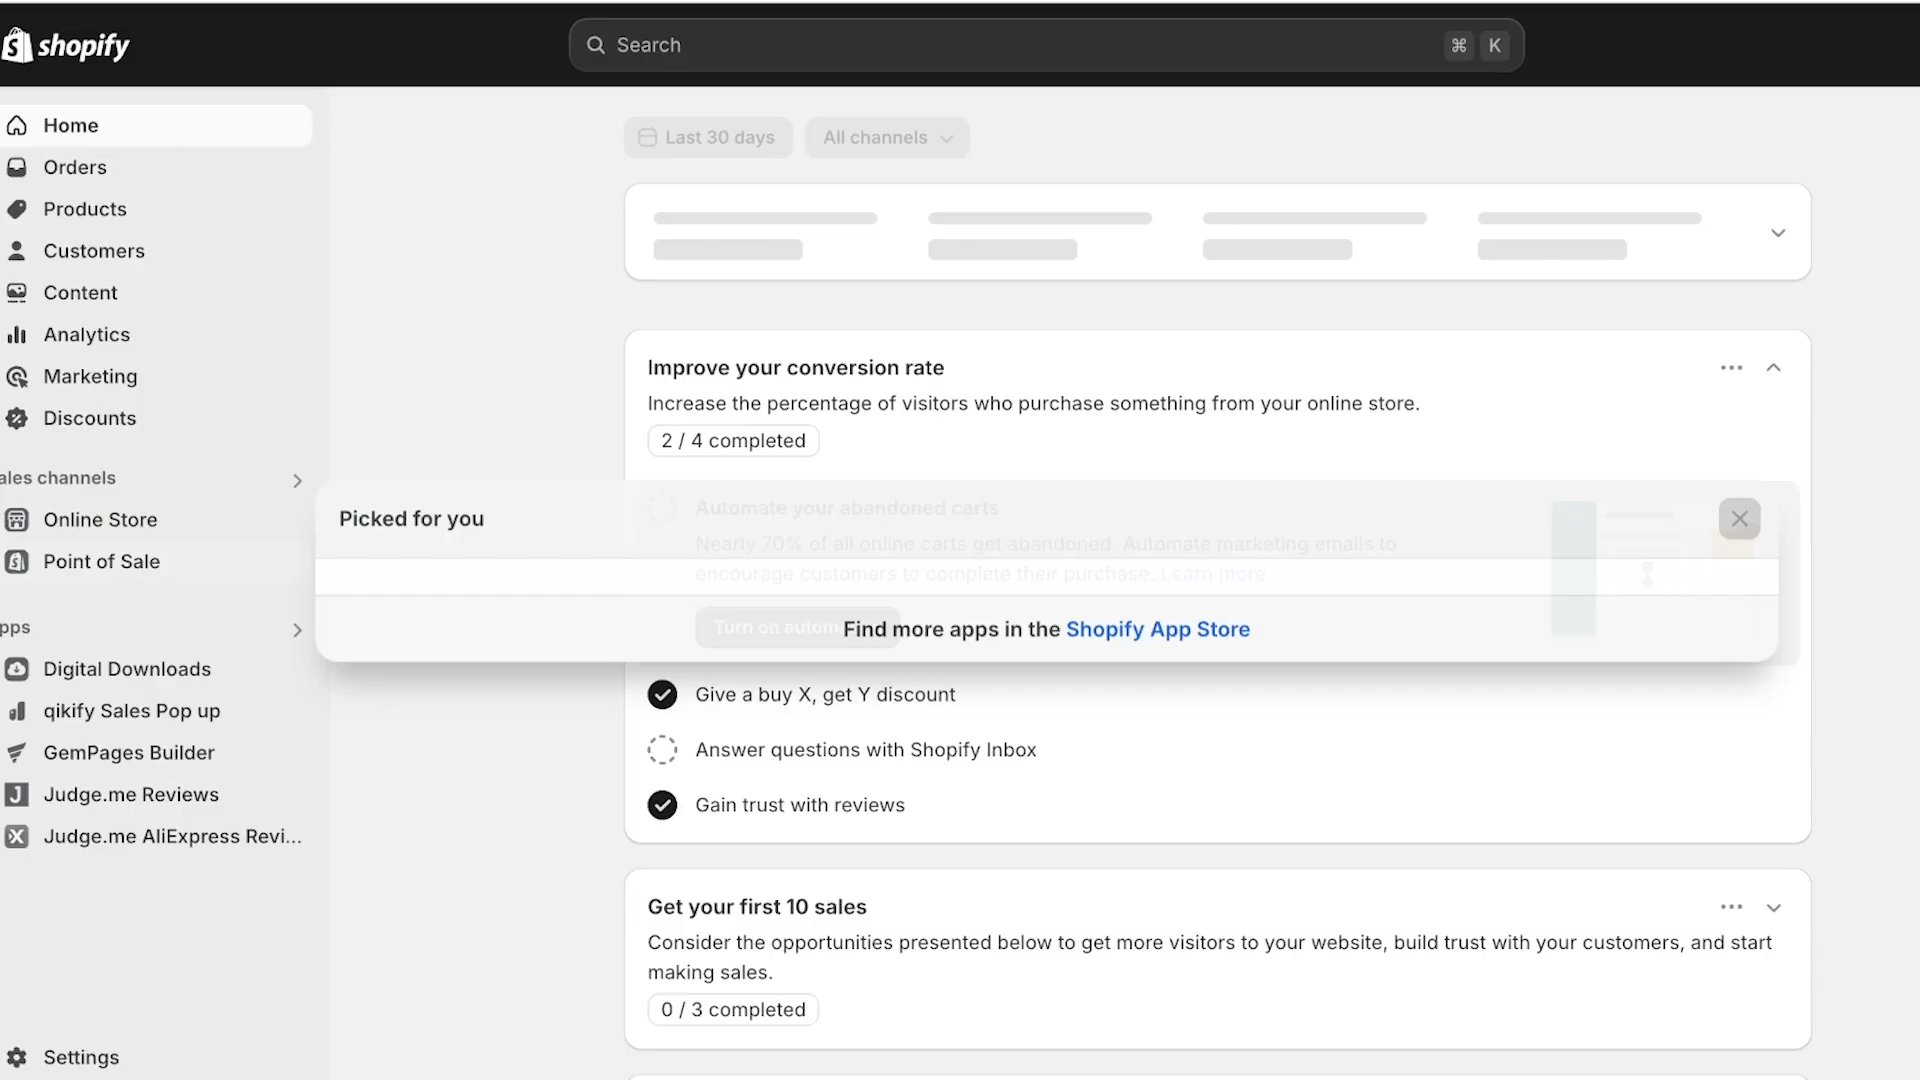 shopify
Search
⌘ K
Home
Orders
Products
Customers
Content
Analytics
Marketing
Discounts
ales channels
Online Store
Point of Sale
pps
Digital Downloads
qikify Sales Pop up
GemPages Builder
Judge.me Reviews
Judge.me AliExpress Revi...
Settings
Last 30 days
All channels
Improve your conversion rate
Increase the percentage of visitors who purchase something from your online store.
2 / 4 completed
Picked for you
Automate your abandoned carts
Nearly 70% of all online carts get abandoned. Automate marketing emails to
encourage customers to complete their purchase. Learn more
Turn on autom
Find more apps in the Shopify App Store
Give a buy X, get Y discount
Answer questions with Shopify Inbox
Gain trust with reviews
Get your first 10 sales
Consider the opportunities presented below to get more visitors to your website, build trust with your customers, and start
making sales.
0 / 3 completed